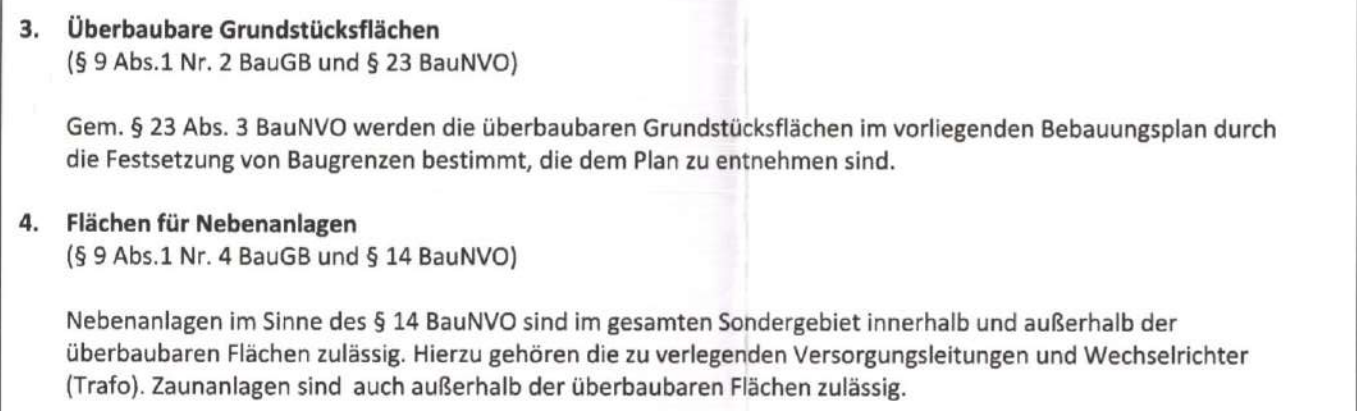 3. Überbaubare Grundstücksflächen
(§ 9 Abs.1 Nr. 2 BauGB und § 23 BauNVO)
Gem. § 23 Abs. 3 BauNVO werden die überbaubaren Grundstücksflächen im vorliegenden Bebauungsplan durch
die Festsetzung von Baugrenzen bestimmt, die dem Plan zu entnehmen sind.
4. Flächen für Nebenanlagen
(§ 9 Abs.1 Nr. 4 BauGB und § 14 BauNVO)
Nebenanlagen im Sinne des § 14 BauNVO sind im gesamten Sondergebiet innerhalb und außerhalb der
überbaubaren Flächen zulässig. Hierzu gehören die zu verlegenden Versorgungsleitungen und Wechselrichter
(Trafo). Zaunanlagen sind auch außerhalb der überbaubaren Flächen zulässig.